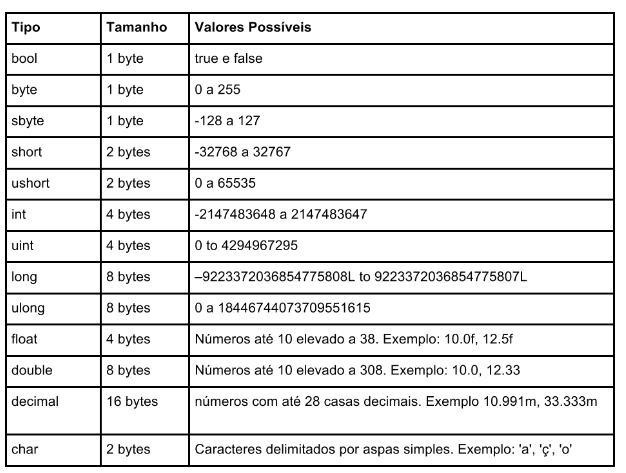 Tipo Tamanho Valores Possíveis
bool 1 byte true e false
byte 1 byte 0 a 255
sbyte 1 byte -128 a 127
short 2 bytes -32768 a 32767
ushort 2 bytes 0 a 65535
int 4 bytes -2147483648 a 2147483647
uint 4 bytes 0 to 4294967295
long 8 bytes –9223372036854775808L to 9223372036854775807L
ulong 8 bytes 0 a 18446744073709551615
float 4 bytes Números até 10 elevado a 38. Exemplo: 10.0f, 12.5f
double 8 bytes Números até 10 elevado a 308. Exemplo: 10.0, 12.33
decimal 16 bytes números com até 28 casas decimais. Exemplo 10.991m, 33.333m
char 2 bytes Caracteres delimitados por aspas simples. Exemplo: 'a', 'ç', 'o'